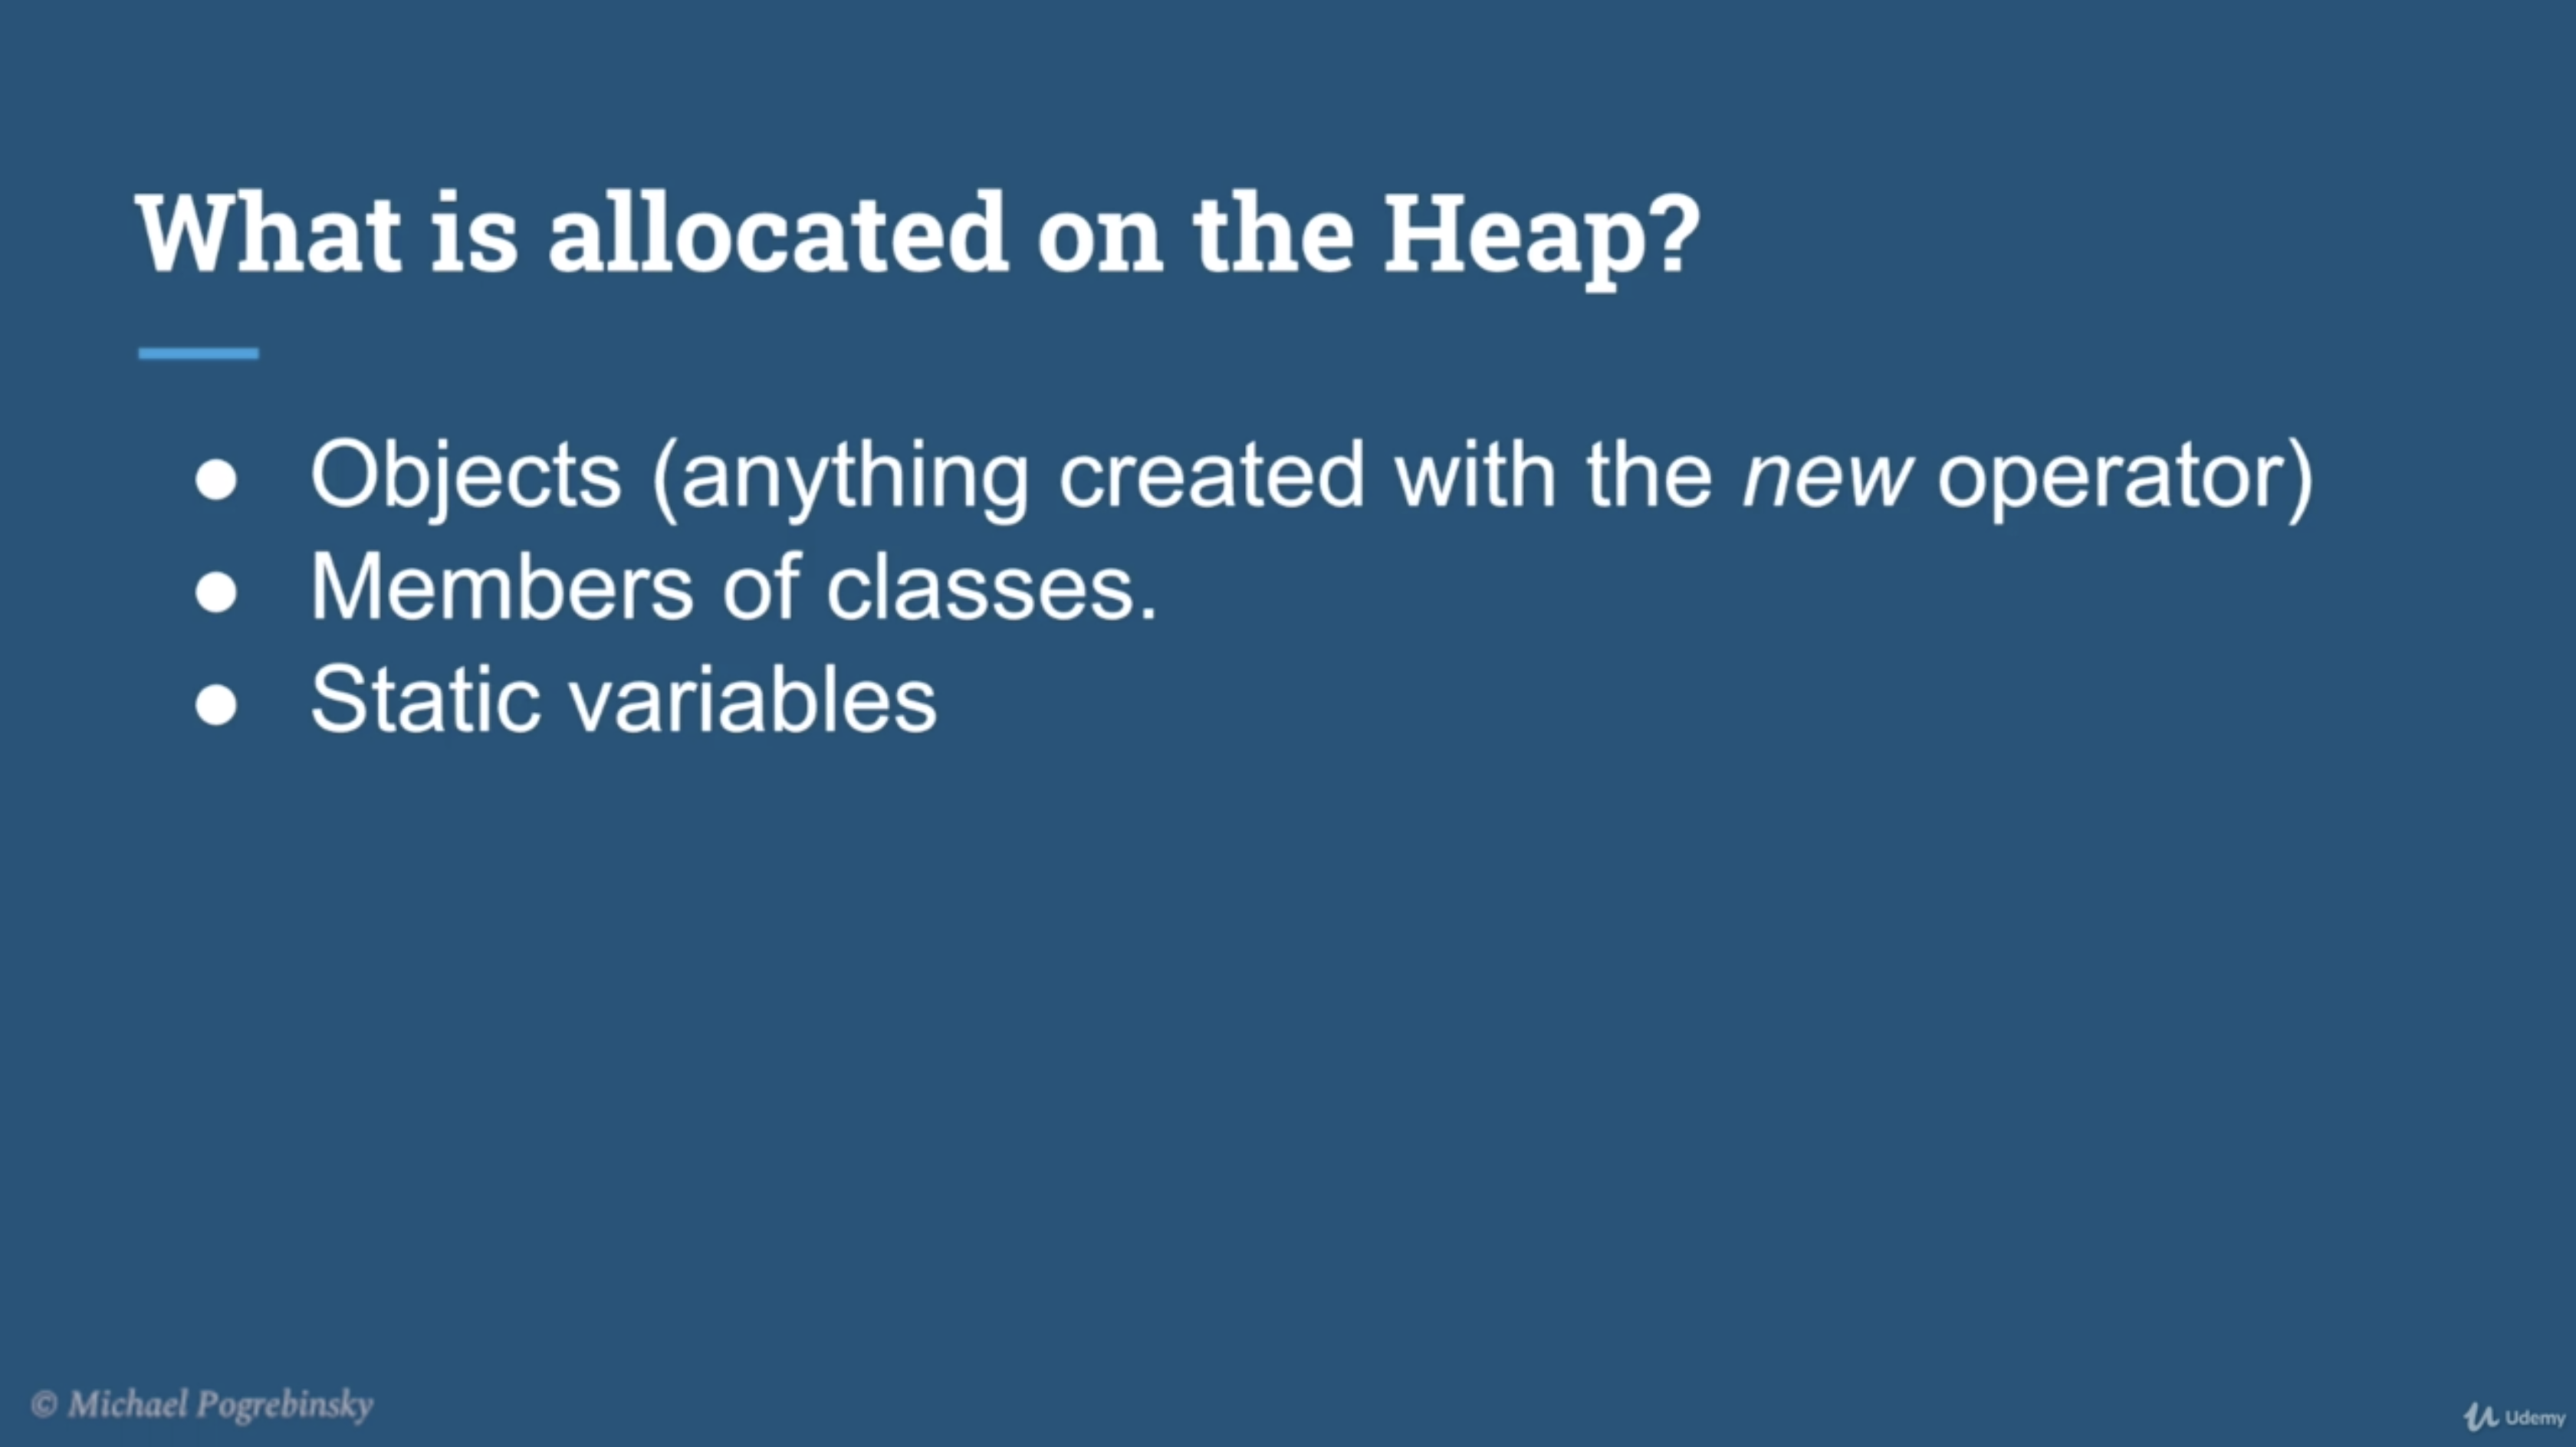 What is allocated on the Heap?
● Objects (anything created with the new operator)
● Members of classes.
● Static variables
© Michael Pogrebinsky
Udemy